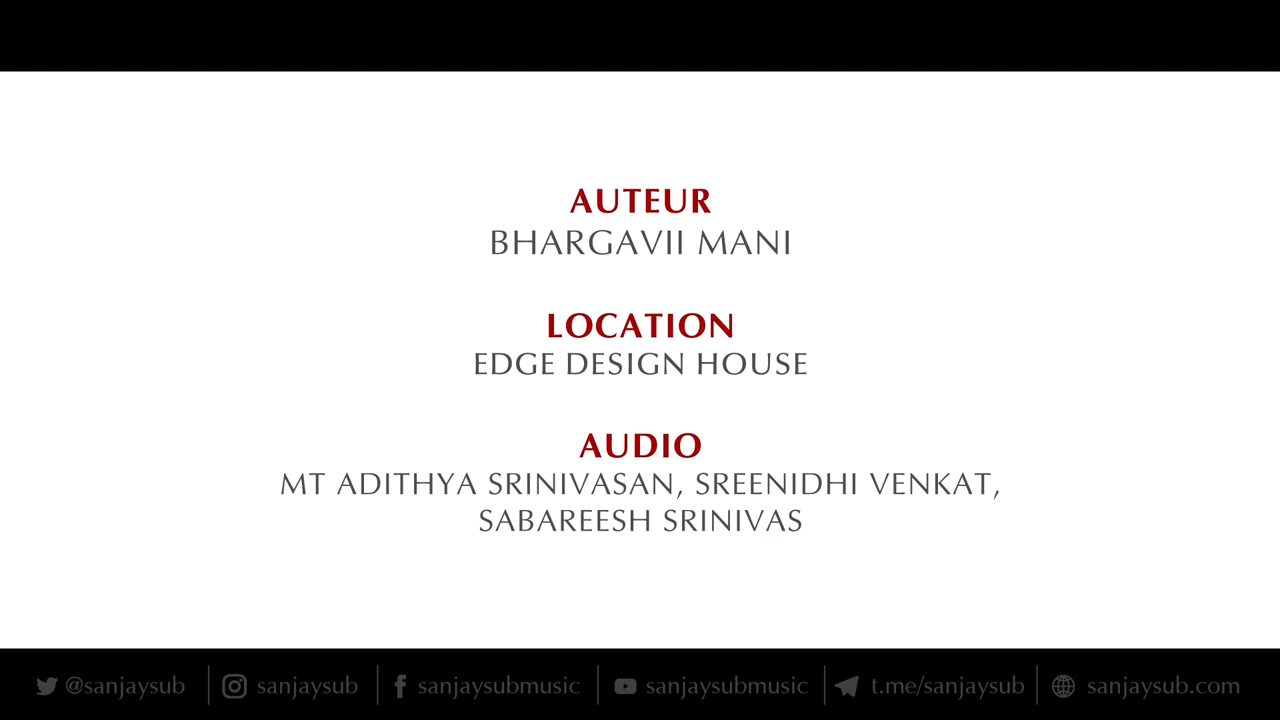 AUTEUR
BHARGAVII MANI
LOCATION
EDGE DESIGN HOUSE
AUDIO
MT ADITHYA SRINIVASAN, SREENIDHI VENKAT,
SABAREESH SRINIVAS
@sanjaysub sanjaysub sanjaysubmusic sanjaysubmusic t.me/sanjaysub sanjaysub.com